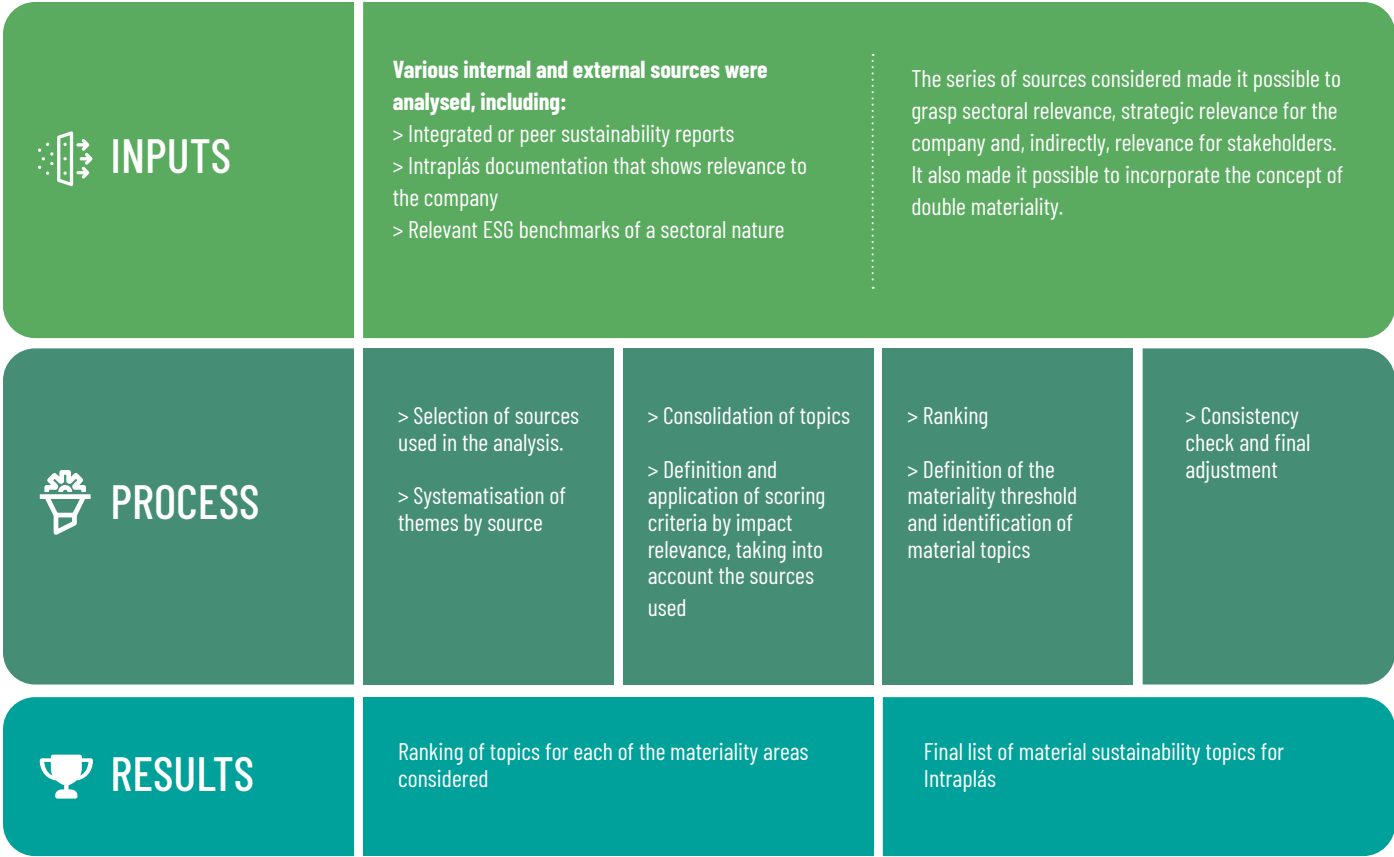 INPUTS
Various internal and external sources were
analysed, including:
> Integrated or peer sustainability reports
> Intraplás documentation that shows relevance to
the company
> Relevant ESG benchmarks of a sectoral nature
The series of sources considered made it possible to
grasp sectoral relevance, strategic relevance for the
company and, indirectly, relevance for stakeholders.
It also made it possible to incorporate the concept of
double materiality.
PROCESS
> Selection of sources
used in the analysis.
> Systematisation of
themes by source
> Consolidation of topics
> Definition and
application of scoring
criteria by impact
relevance, taking into
account the sources
used
> Ranking
> Definition of the
materiality threshold
and identification of
material topics
> Consistency
check and final
adjustment
RESULTS
Ranking of topics for each of the materiality areas
considered
Final list of material sustainability topics for
Intraplás